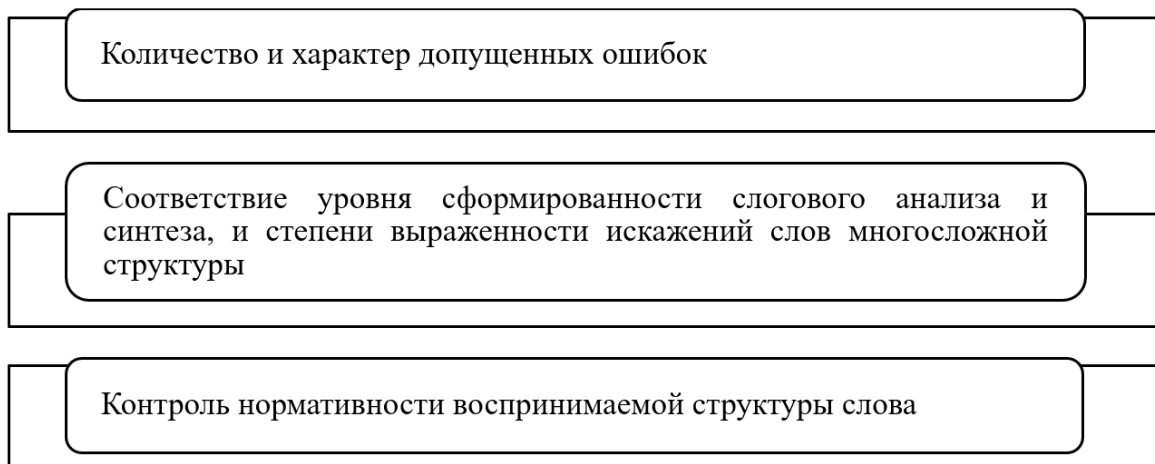 Количество и характер допущенных ошибок
Соответствие уровня сформированности слогового анализа и
синтеза, и степени выраженности искажений слов многосложной
структуры
Контроль нормативности воспринимаемой структуры слова